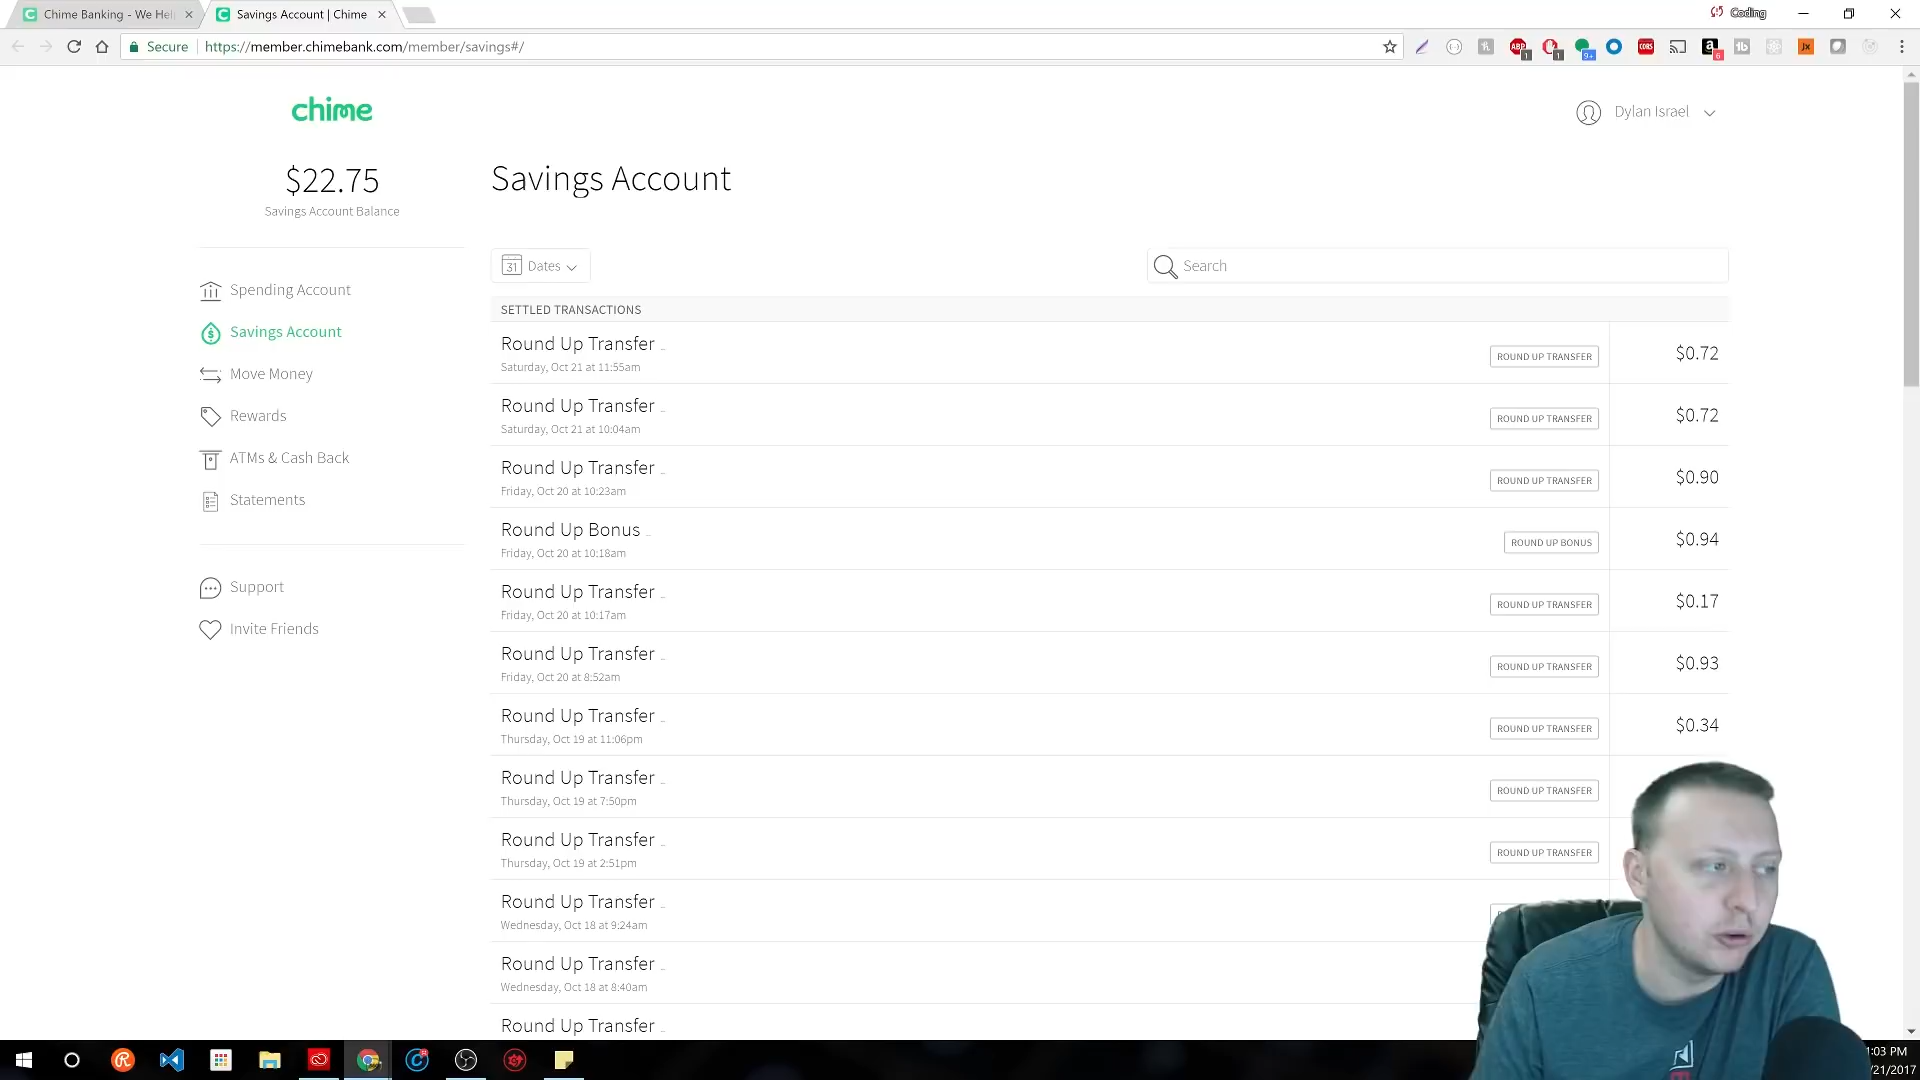 Chime Banking - We Hel
Savings Account | Chime
Coding
Secure
https://member.chimebank.com/member/savings#/
chime
Dylan Israel
$22.75
Savings Account Balance
Savings Account
Spending Account
Savings Account
Move Money
Rewards
ATMs & Cash Back
Statements
Support
Invite Friends
31 Dates
Search
SETTLED TRANSACTIONS
Round Up Transfer
Saturday, Oct 21 at 11:55am
ROUND UP TRANSFER
$0.72
Round Up Transfer
Saturday, Oct 21 at 10:04am
ROUND UP TRANSFER
$0.72
Round Up Transfer
Friday, Oct 20 at 10:23am
ROUND UP TRANSFER
$0.90
Round Up Bonus
Friday, Oct 20 at 10:18am
ROUND UP BONUS
$0.94
Round Up Transfer
Friday, Oct 20 at 10:17am
ROUND UP TRANSFER
$0.17
Round Up Transfer
Friday, Oct 20 at 8:52am
ROUND UP TRANSFER
$0.93
Round Up Transfer
Thursday, Oct 19 at 11:06pm
ROUND UP TRANSFER
$0.34
Round Up Transfer
Thursday, Oct 19 at 7:50pm
ROUND UP TRANSFER
Round Up Transfer
Thursday, Oct 19 at 2:51pm
ROUND UP TRANSFER
Round Up Transfer
Wednesday, Oct 18 at 9:24am
Round Up Transfer
Wednesday, Oct 18 at 8:40am
Round Up Transfer
1:03 PM
/21/2017